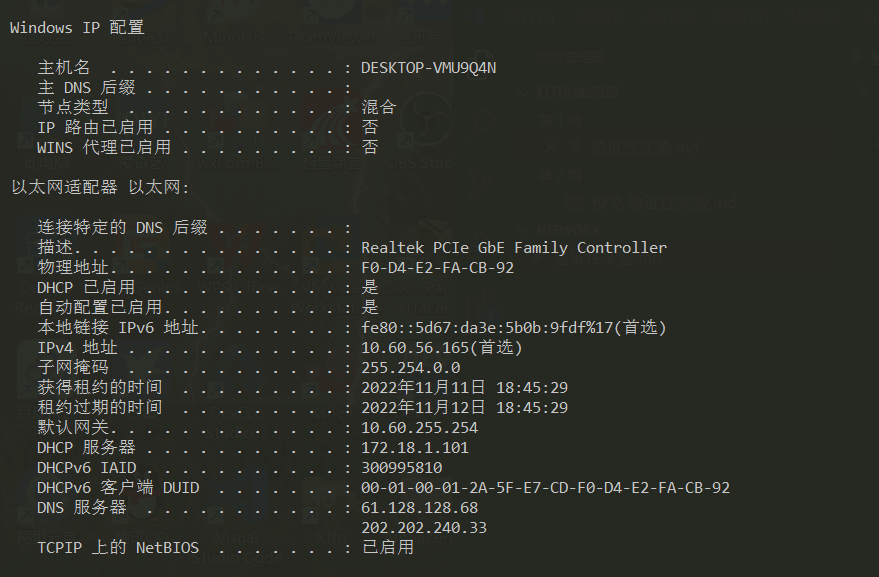 Windows IP 配置
主机名 . . . . . . . . . . . . . : DESKTOP-VMU9Q4N
主 DNS 后缀 . . . . . . . . . . . :
节点类型 . . . . . . . . . . . . : 混合
IP 路由已启用 . . . . . . . . . . : 否
WINS 代理已启用 . . . . . . . . . : 否
以太网适配器 以太网:
连接特定的 DNS 后缀 . . . . . . . :
描述. . . . . . . . . . . . . . . : Realtek PCIe GbE Family Controller
物理地址. . . . . . . . . . . . . : F0-D4-E2-FA-CB-92
DHCP 已启用 . . . . . . . . . . . : 是
自动配置已启用. . . . . . . . . . : 是
本地链接 IPv6 地址. . . . . . . . : fe80::5d67:da3e:5b0b:9fdf%17(首选)
IPv4 地址 . . . . . . . . . . . . : 10.60.56.165(首选)
子网掩码 . . . . . . . . . . . . : 255.254.0.0
获得租约的时间 . . . . . . . . . : 2022年11月11日 18:45:29
租约过期的时间 . . . . . . . . . : 2022年11月12日 18:45:29
默认网关. . . . . . . . . . . . . : 10.60.255.254
DHCP 服务器 . . . . . . . . . . . : 172.18.1.101
DHCPv6 IAID . . . . . . . . . . . : 300995810
DHCPv6 客户端 DUID . . . . . . . : 00-01-00-01-2A-5F-E7-CD-F0-D4-E2-FA-CB-92
DNS 服务器 . . . . . . . . . . . : 61.128.128.68
202.202.240.33
TCPIP 上的 NetBIOS . . . . . . . : 已启用